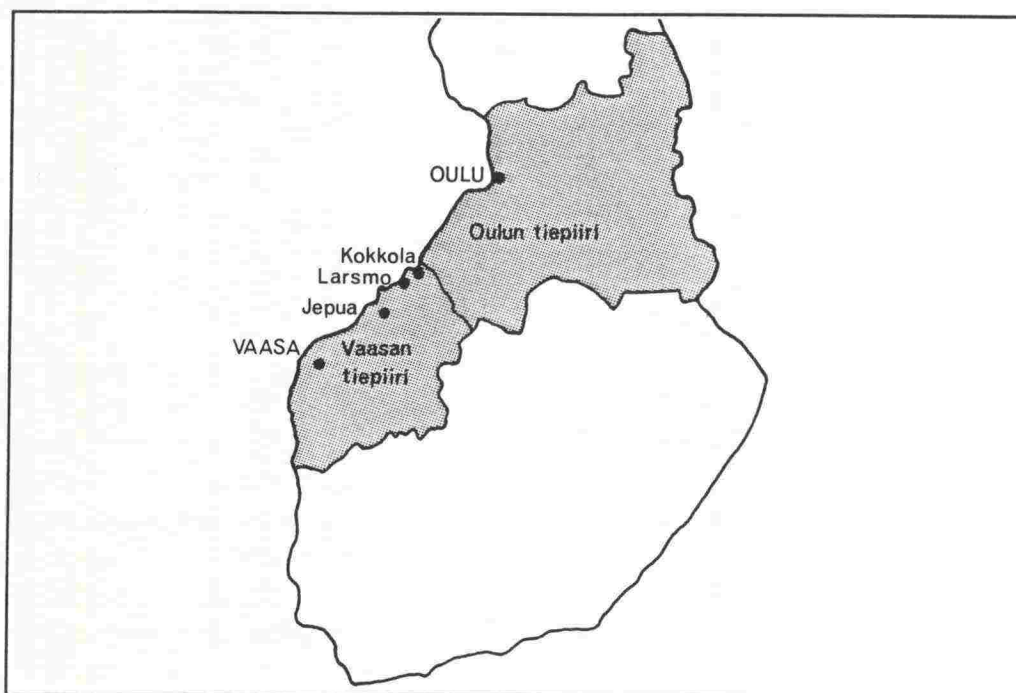 OULU
Oulun tiepiiri
Kokkola
Larsmo
Jepua
VAASA
Vaasan
tiepiiri